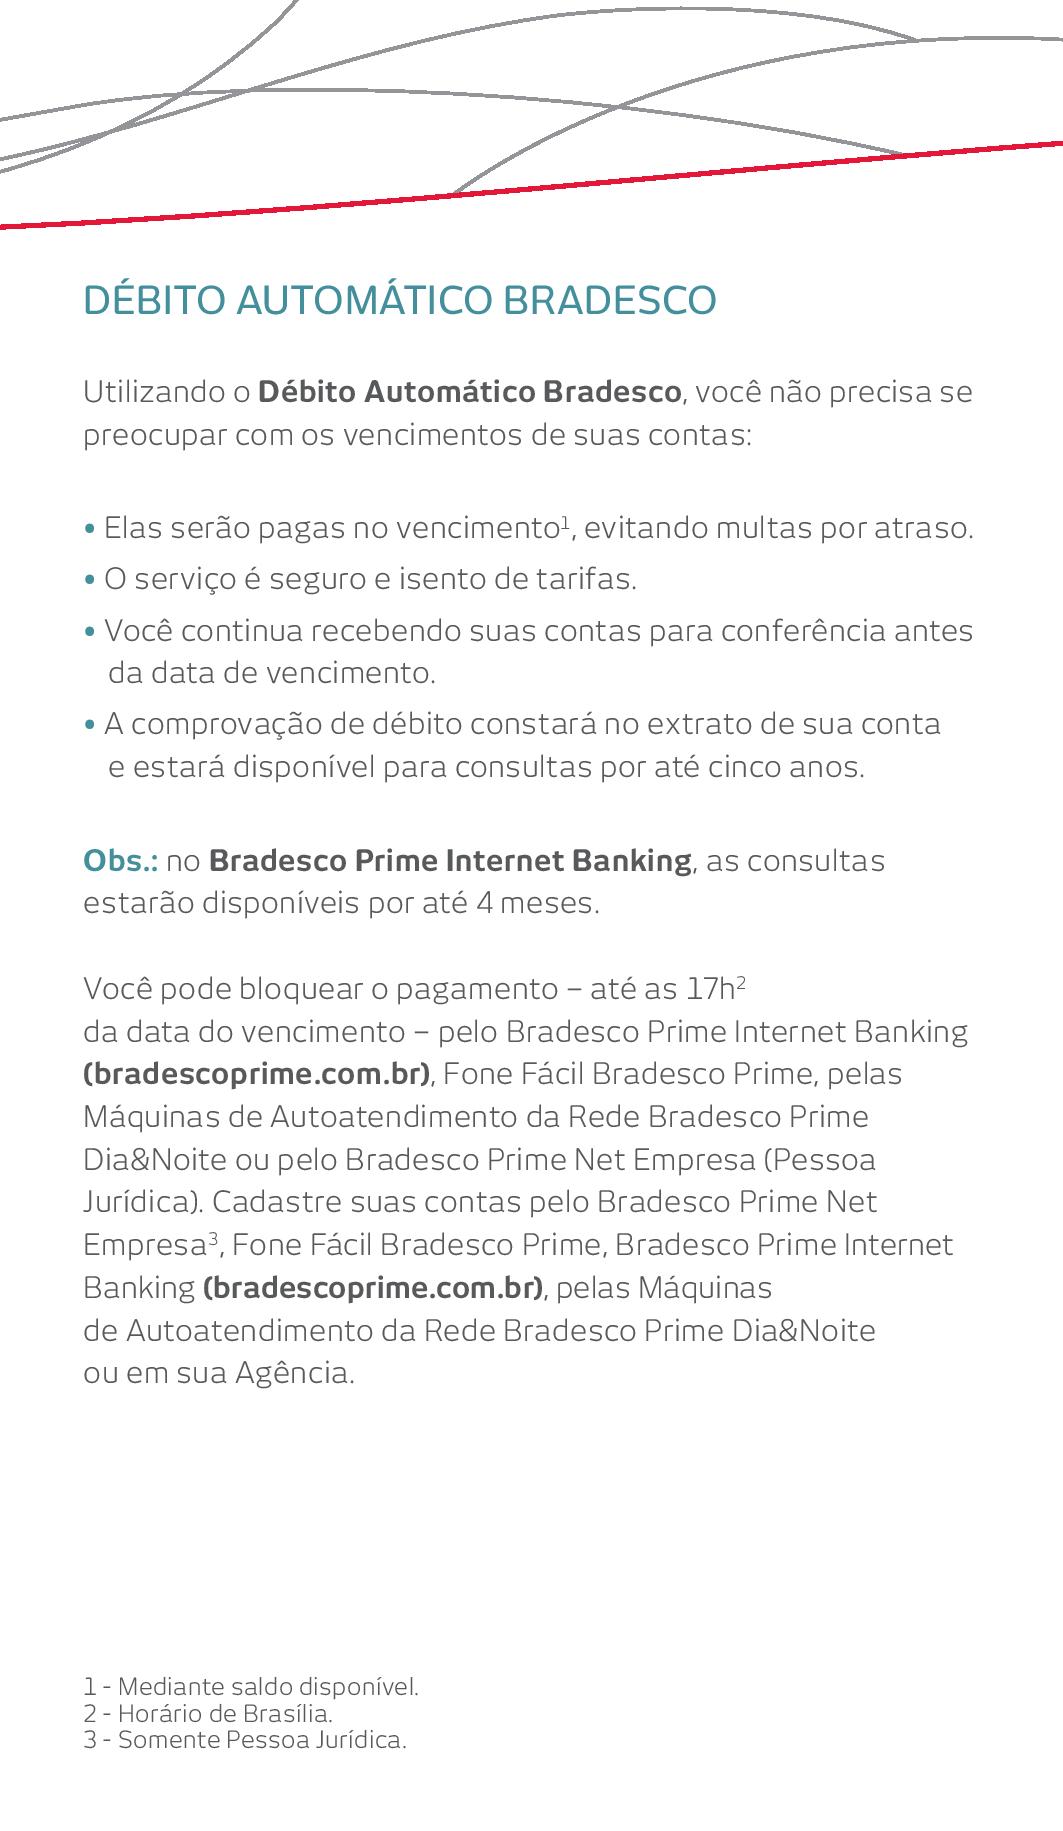 DÉBITO AUTOMÁTICO BRADESCO
Utilizando o Débito Automático Bradesco, você não precisa se
preocupar com os vencimentos de suas contas:
• Elas serão pagas no vencimento¹, evitando multas por atraso.
• O serviço é seguro e isento de tarifas.
• Você continua recebendo suas contas para conferência antes
da data de vencimento.
• A comprovação de débito constará no extrato de sua conta
e estará disponível para consultas por até cinco anos.
Obs.: no Bradesco Prime Internet Banking, as consultas
estarão disponíveis por até 4 meses.
Você pode bloquear o pagamento – até as 17h²
da data do vencimento – pelo Bradesco Prime Internet Banking
(bradescoprime.com.br), Fone Fácil Bradesco Prime, pelas
Máquinas de Autoatendimento da Rede Bradesco Prime
Dia&Noite ou pelo Bradesco Prime Net Empresa (Pessoa
Jurídica). Cadastre suas contas pelo Bradesco Prime Net
Empresa³, Fone Fácil Bradesco Prime, Bradesco Prime Internet
Banking (bradescoprime.com.br), pelas Máquinas
de Autoatendimento da Rede Bradesco Prime Dia&Noite
ou em sua Agência.
1 - Mediante saldo disponível.
2 - Horário de Brasília.
3 - Somente Pessoa Jurídica.